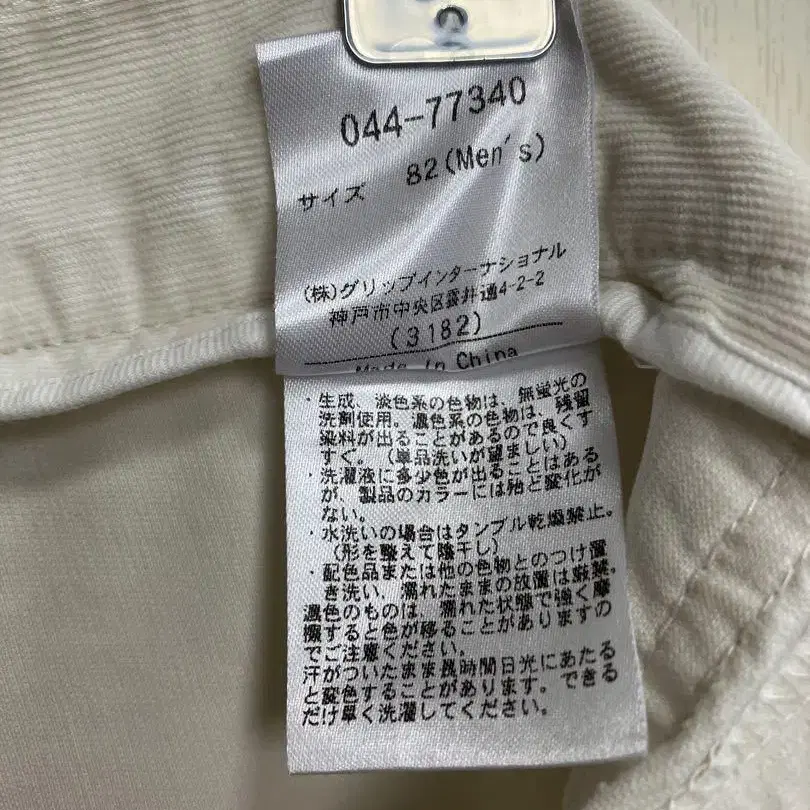 044-77340
サイズ 82(Men's)
(株)グリップインターナショナル
神戸市中央区雲井通4-2-2
(3182)
Made in China
・生成、淡色系の色物は、無蛍光の
洗剤使用。濃色系の色物は、残留
染料が出ることがあるので良くす
すぐ。(単品洗いが望ましい)
・洗濯液に多少色が出ることはある
が、製品のカラーには殆ど変化が
ない。
・水洗いの場合はタンブル乾燥禁止。
(形を整えて陰干し)
・配色品または他の色物とのつけ置
き洗い、濡れたままの放置は厳禁。
濃色のものは、濡れた状態で強く摩
擦すると色が移ることがありますの
でご注意ください。
汗がついたまま長時間日光にあたる
と変色することがあります。できる
だけ早く洗濯してください。